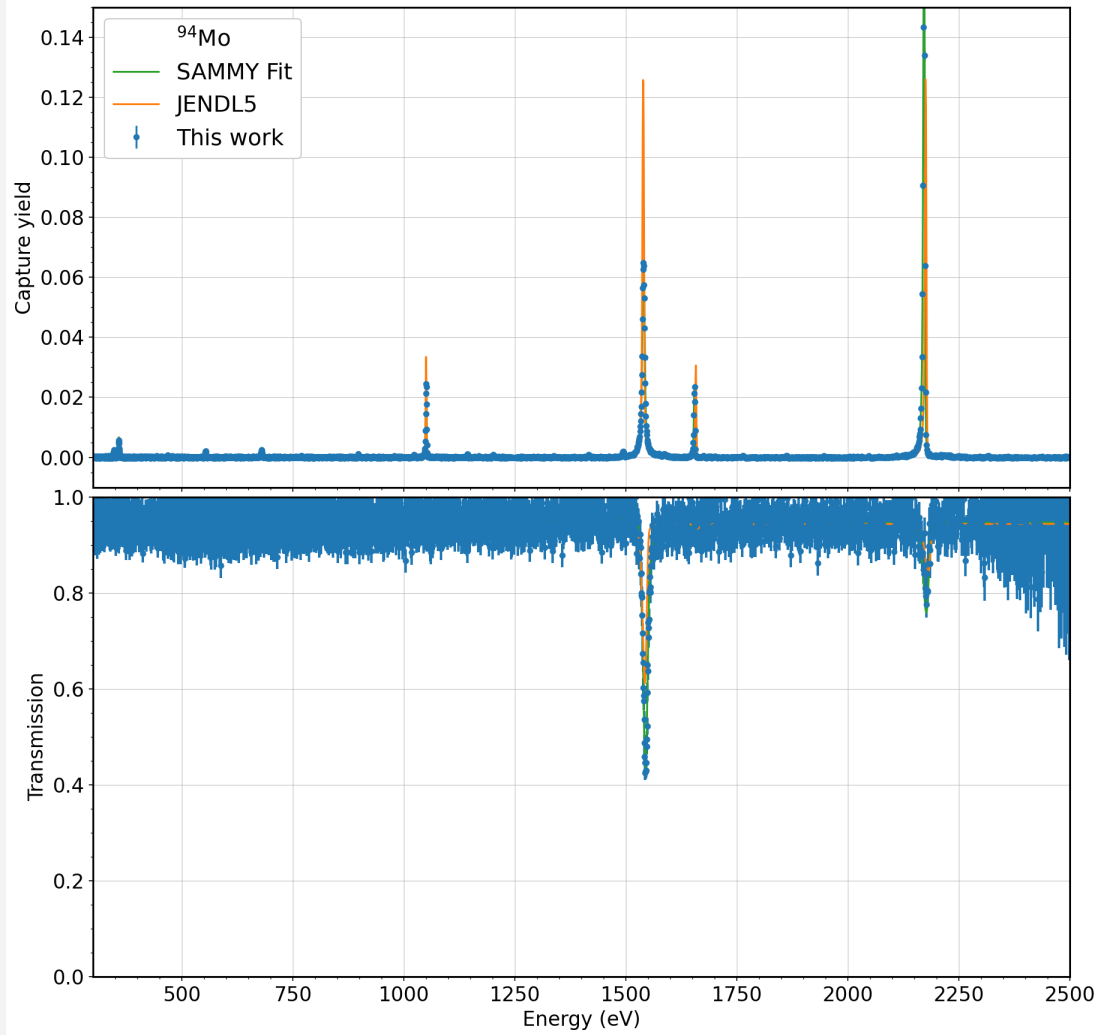 ⁹⁴Mo
SAMMY Fit
JENDL5
This work
Capture yield
0.14
0.12
0.10
0.08
0.06
0.04
0.02
0.00
Transmission
1.0
0.8
0.6
0.4
0.2
0.0
500 750 1000 1250 1500 1750 2000 2250 2500
Energy (eV)